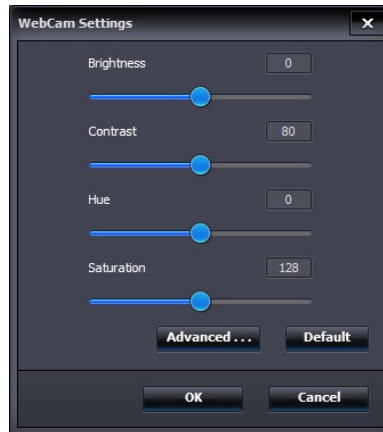 WebCam Settings X
Brightness 0
Contrast 80
Hue 0
Saturation 128
Advanced ... Default
OK Cancel